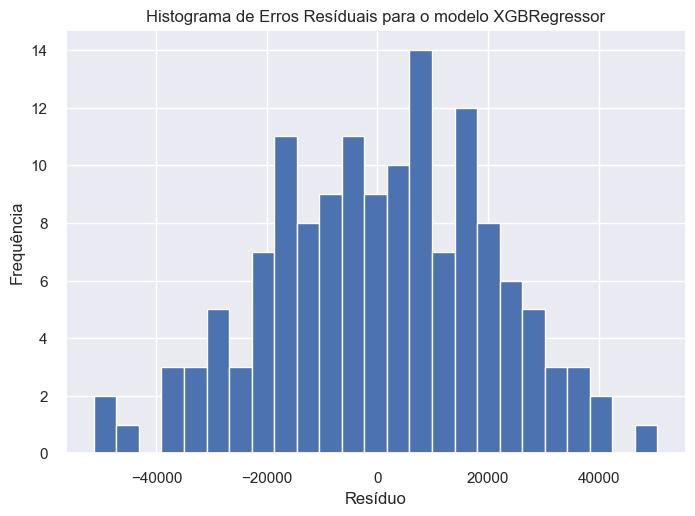 Histograma de Erros Resíduais para o modelo XGBRegressor
14
12
10
8
6
4
2
0
Frequência
−40000 −20000 0 20000 40000
Resíduo